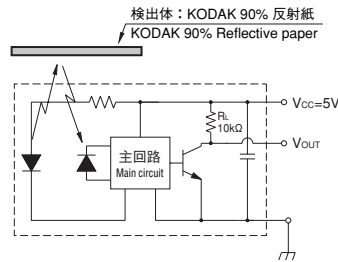 検出体：KODAK 90% 反射紙
KODAK 90% Reflective paper
Vcc=5V
RL
10kΩ
VOUT
主回路
Main circuit